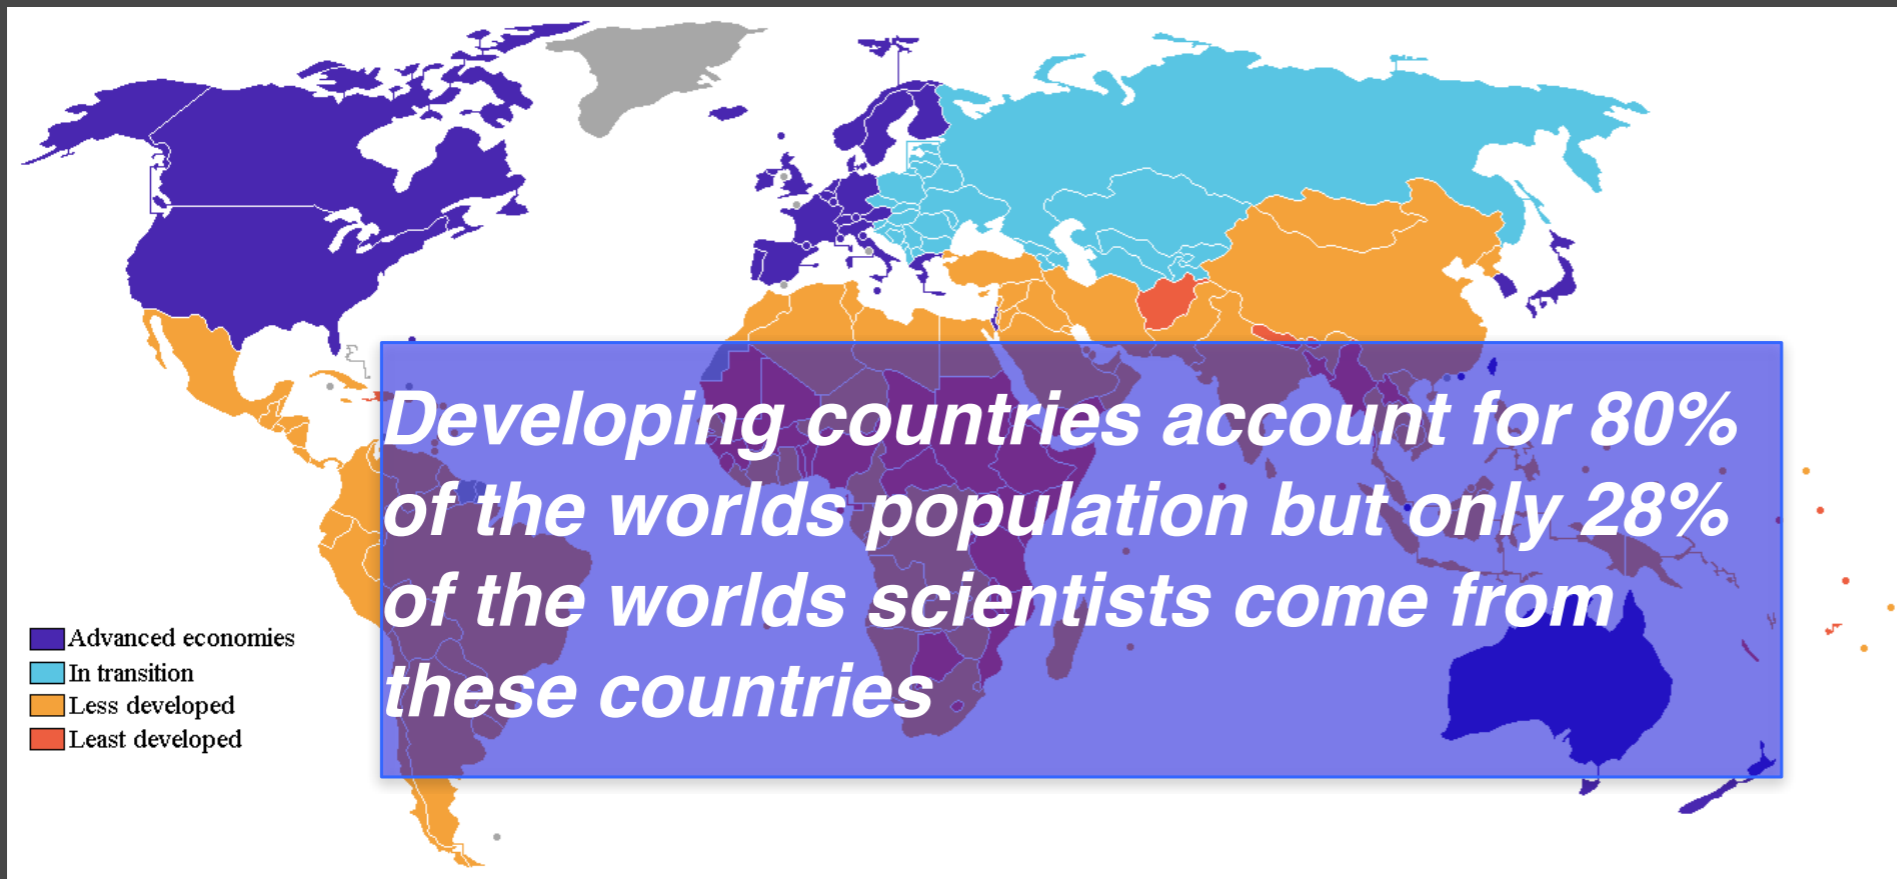 Developing countries account for 80%
of the worlds population but only 28%
of the worlds scientists come from
these countries
Advanced economies
In transition
Less developed
Least developed